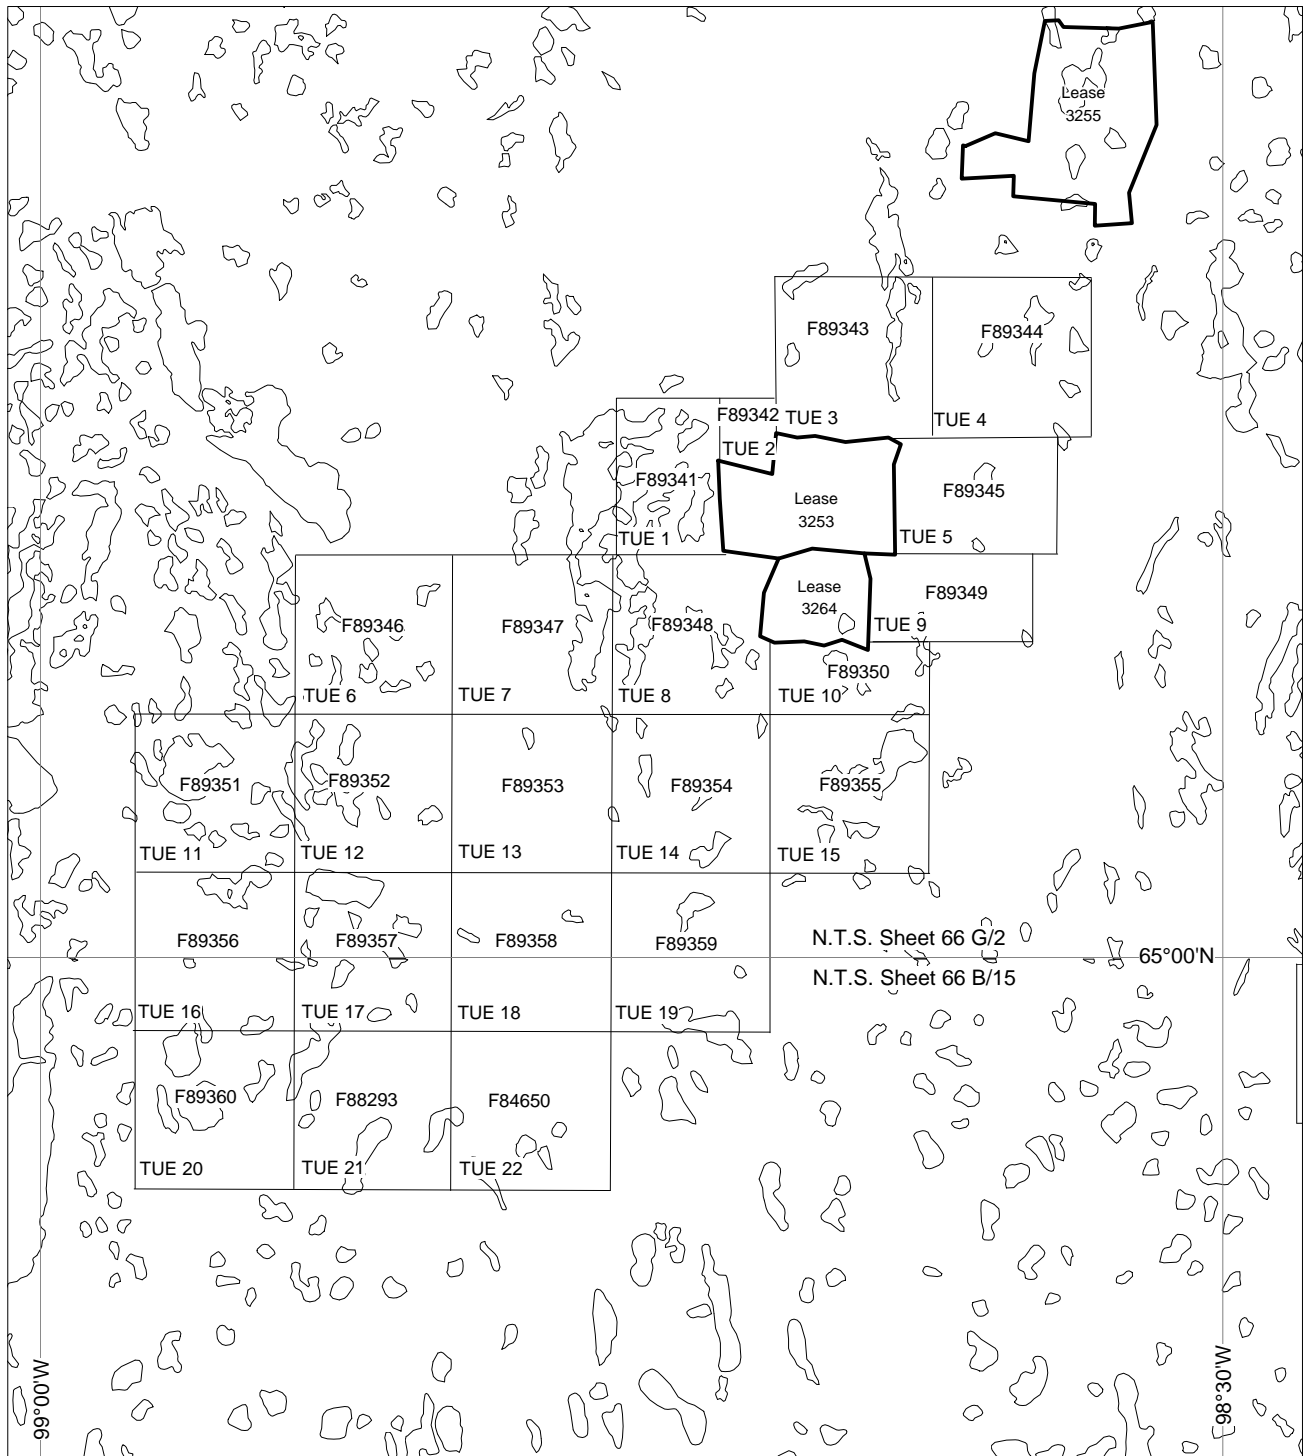 Lease
3255
F89343
F89344
F89342
TUE 3
TUE 4
TUE 2
F89341
Lease
3253
F89345
TUE 1
TUE 5
Lease
3264
F89349
F89346
F89347
F89348
TUE 9
F89350
TUE 6
TUE 7
TUE 8
TUE 10
F89351
F89352
F89353
F89354
F89355
TUE 11
TUE 12
TUE 13
TUE 14
TUE 15
F89356
F89357
F89358
F89359
N.T.S. Sheet 66 G/2
65°00'N
N.T.S. Sheet 66 B/15
TUE 16
TUE 17
TUE 18
TUE 19
F89360
F88293
F84650
TUE 20
TUE 21
TUE 22
99°00'W
98°30'W